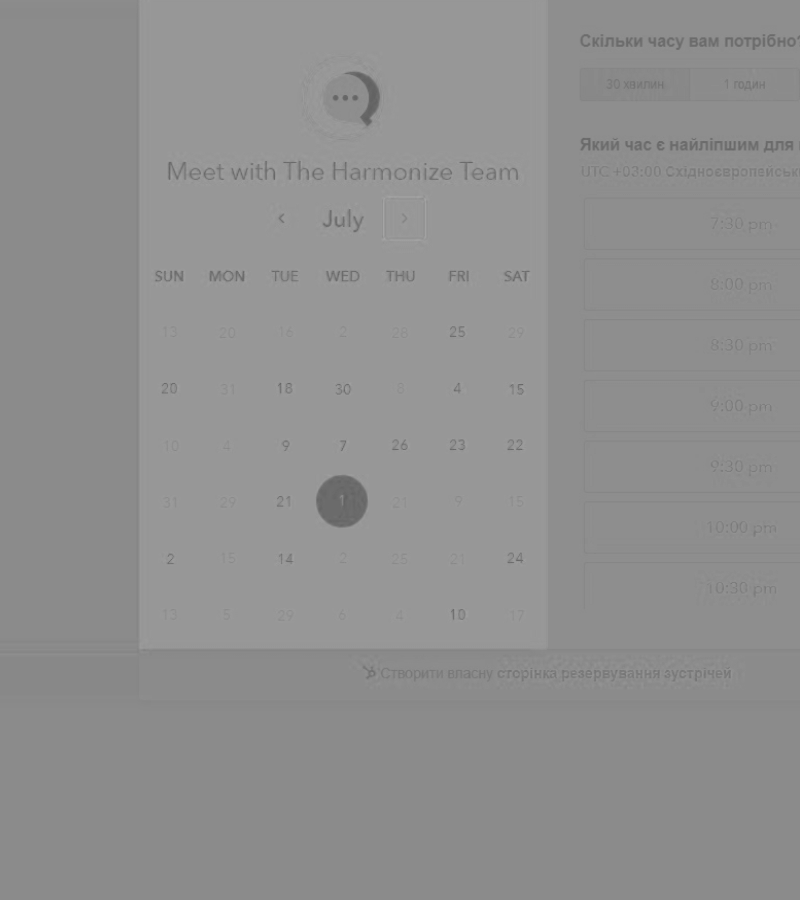 Meet with The Harmonize Team
July
SUN MON TUE WED THU FRI SAT
13 20 16 2 28 25 29
20 31 18 30 8 4 15
10 4 9 7 26 23 22
31 29 21 1 21 9 15
2 15 14 2 25 21 24
13 5 29 6 4 10 17
Скільки часу вам потрібно?
30 хвилин 1 годин
Який час є найліпшим для
UTC +03:00 Східноєвропейськ
7:30 pm
8:00 pm
8:30 pm
9:00 pm
9:30 pm
10:00 pm
10:30 pm
Створити власну сторінка резервування зустрічей